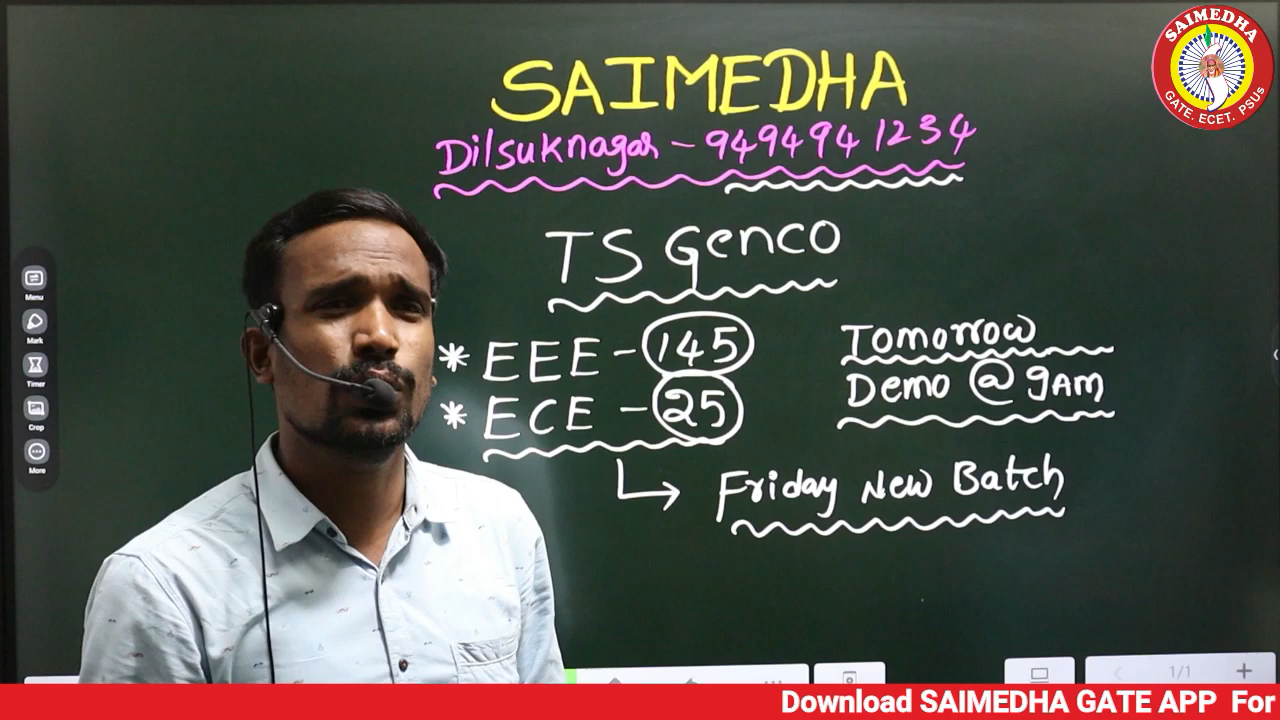 SAIMEDHA
GATE. ECET. PSUs
SAIMEDHA
Dilsuknagar - 9494941234
TS Genco
* EEE - 145
* ECE - 25
Tomorrow
Demo @ 9AM
Friday New Batch
Menu
Mark
Timer
Crop
More
1/1
Download SAIMEDHA GATE APP For